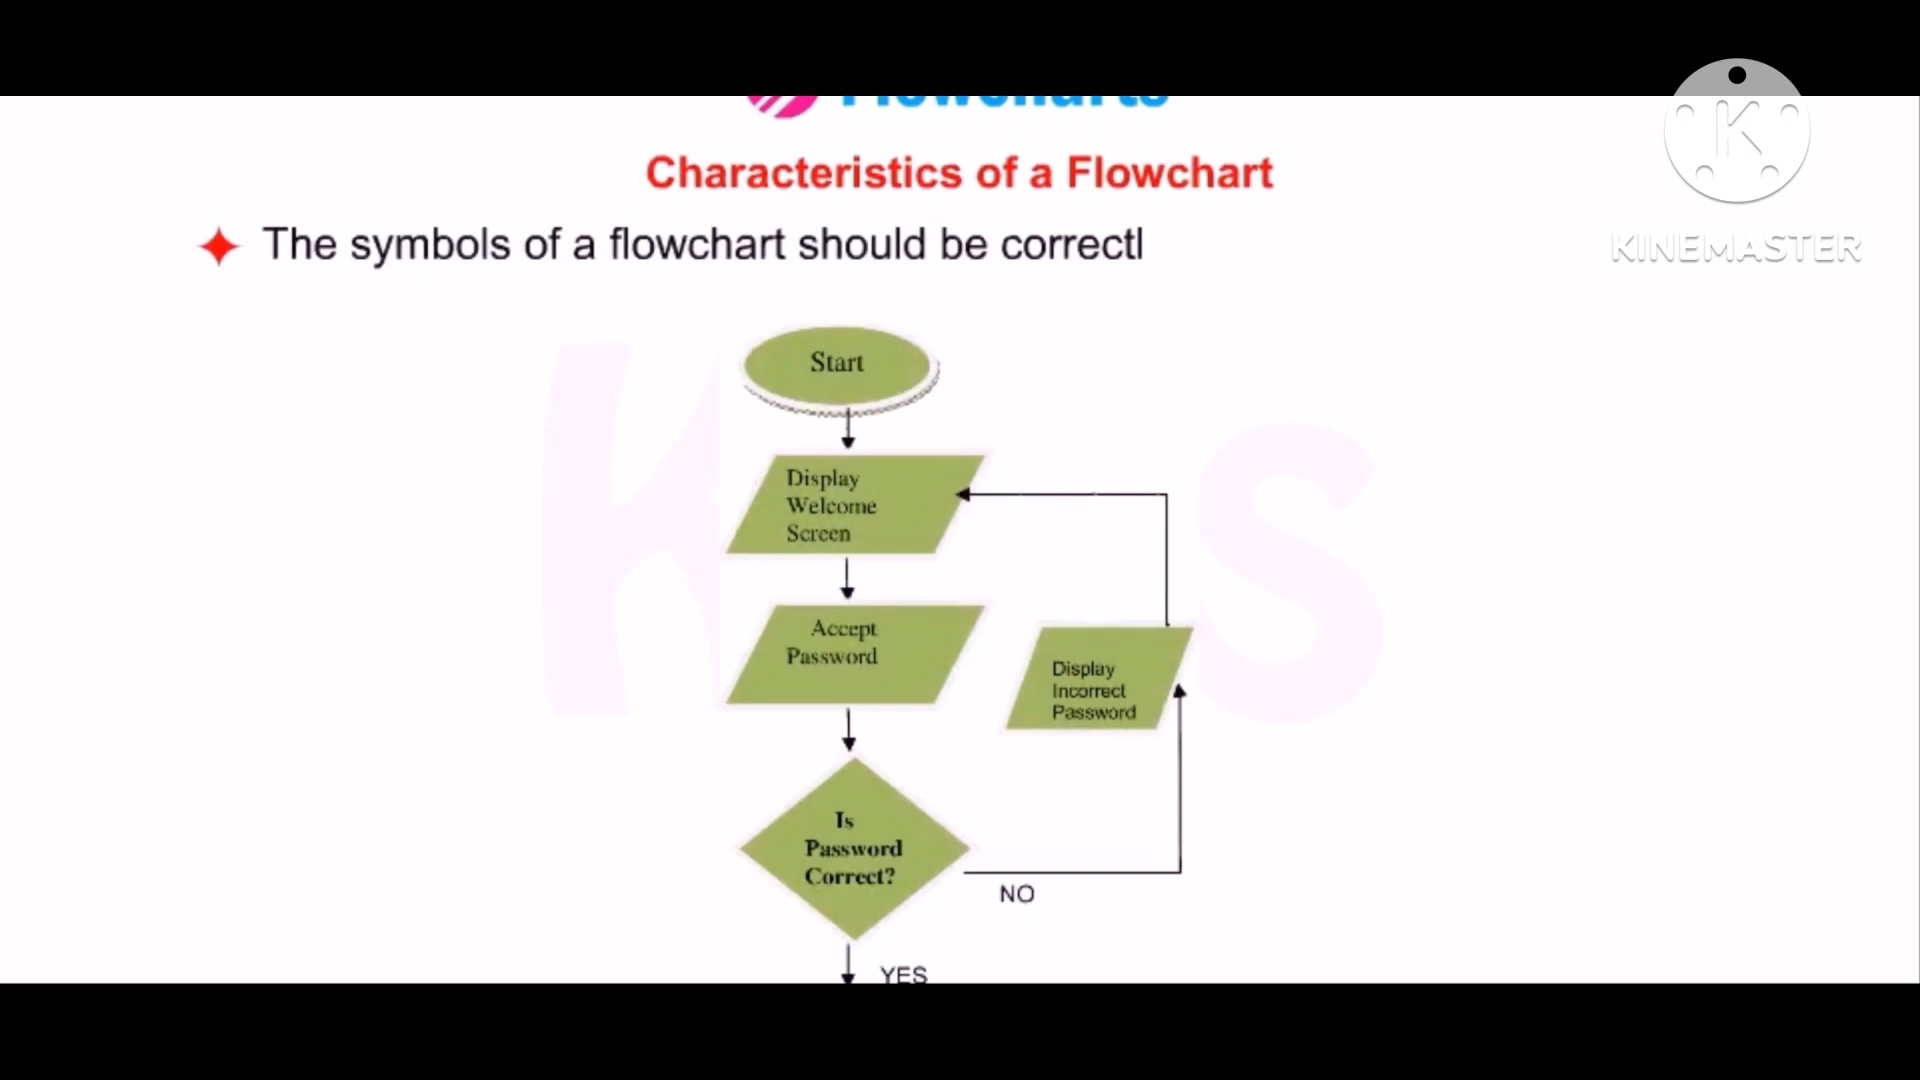 Flowcharts
KINEMASTER
Characteristics of a Flowchart
The symbols of a flowchart should be correctl
Start
Display
Welcome
Screen
Accept
Password
Display
Incorrect
Password
Is
Password
Correct?
NO
YES